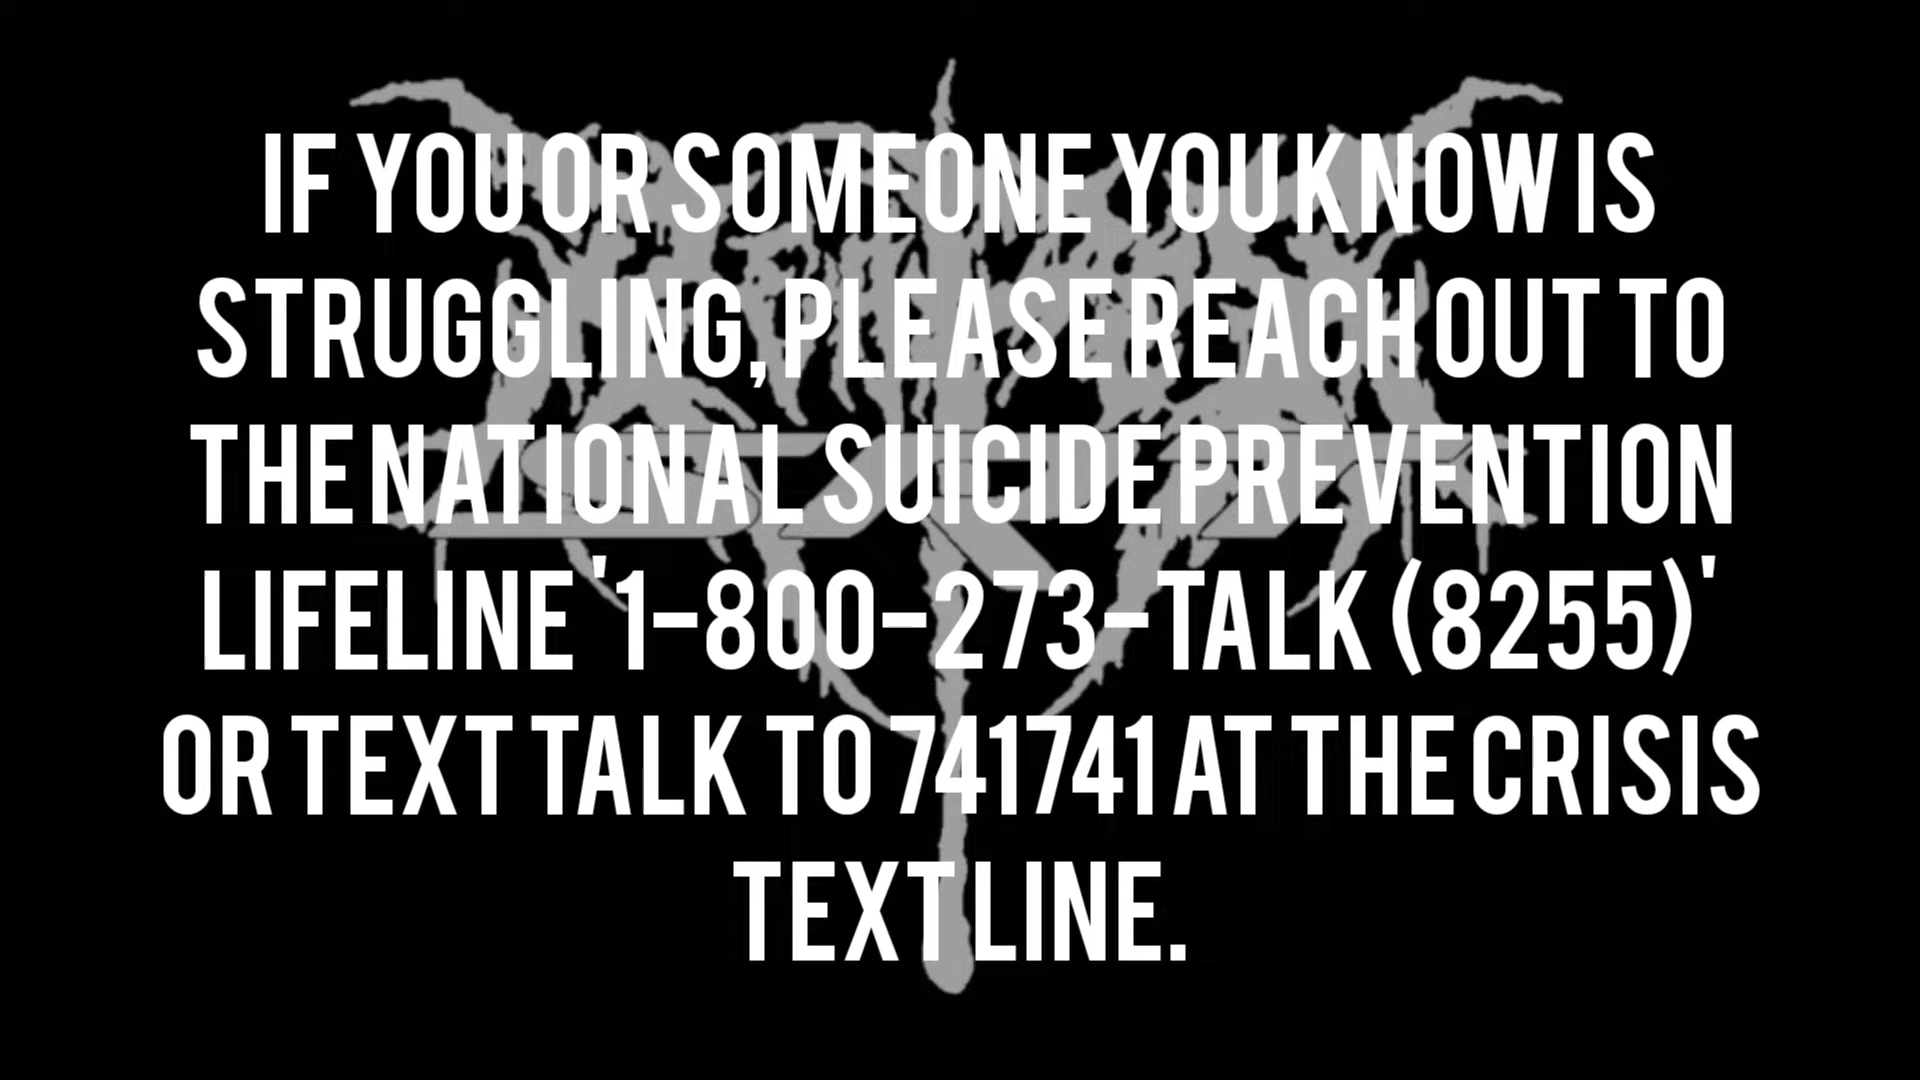 IF YOU OR SOMEONE YOU KNOW IS
STRUGGLING, PLEASE REACH OUT TO
THE NATIONAL SUICIDE PREVENTION
LIFELINE '1-800-273-TALK (8255)'
OR TEXT TALK TO 741741 AT THE CRISIS
TEXT LINE.